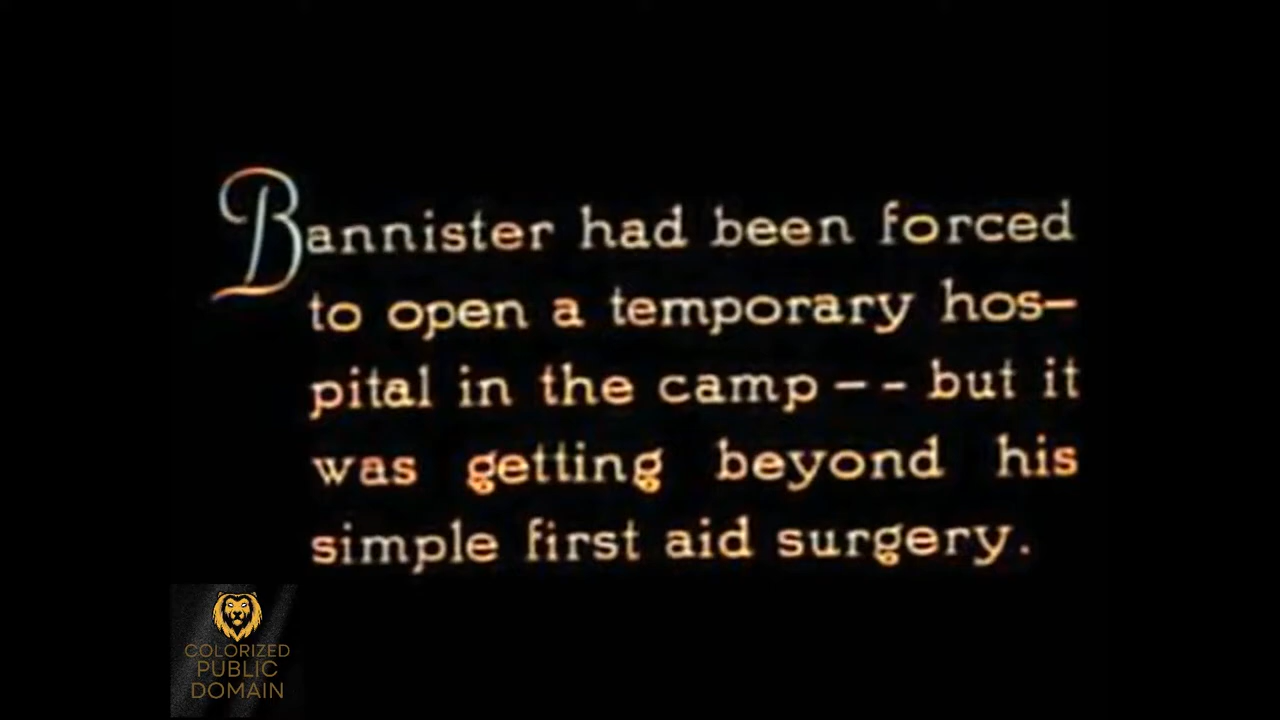 Bannister had been forced
to open a temporary hos-
pital in the camp -- but it
was getting beyond his
simple first aid surgery.
COLORIZED
PUBLIC
DOMAIN